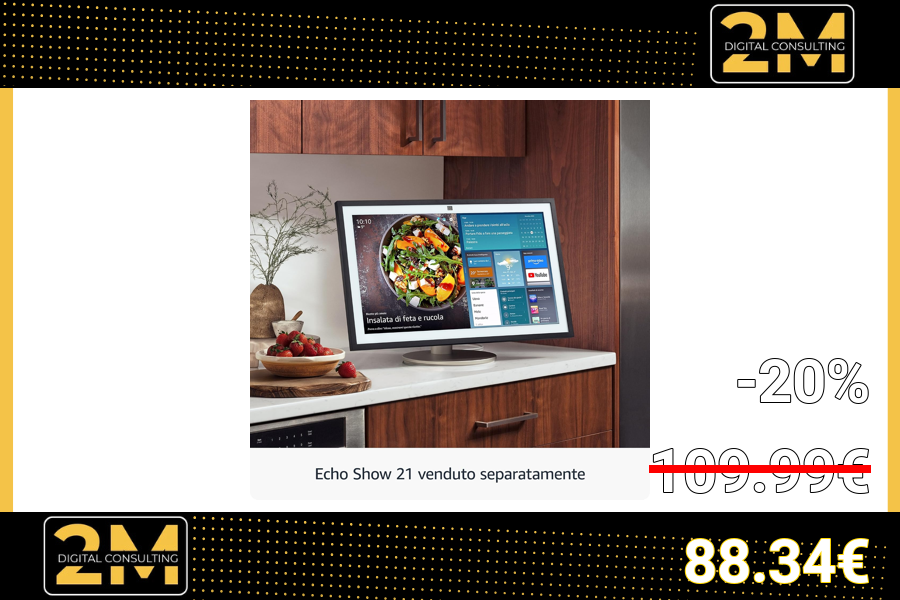 2M
DIGITAL CONSULTING
10:10
Insalata di feta e rucola
YouTube
Echo Show 21 venduto separatamente
-20%
109.99€
2M
DIGITAL CONSULTING
88.34€